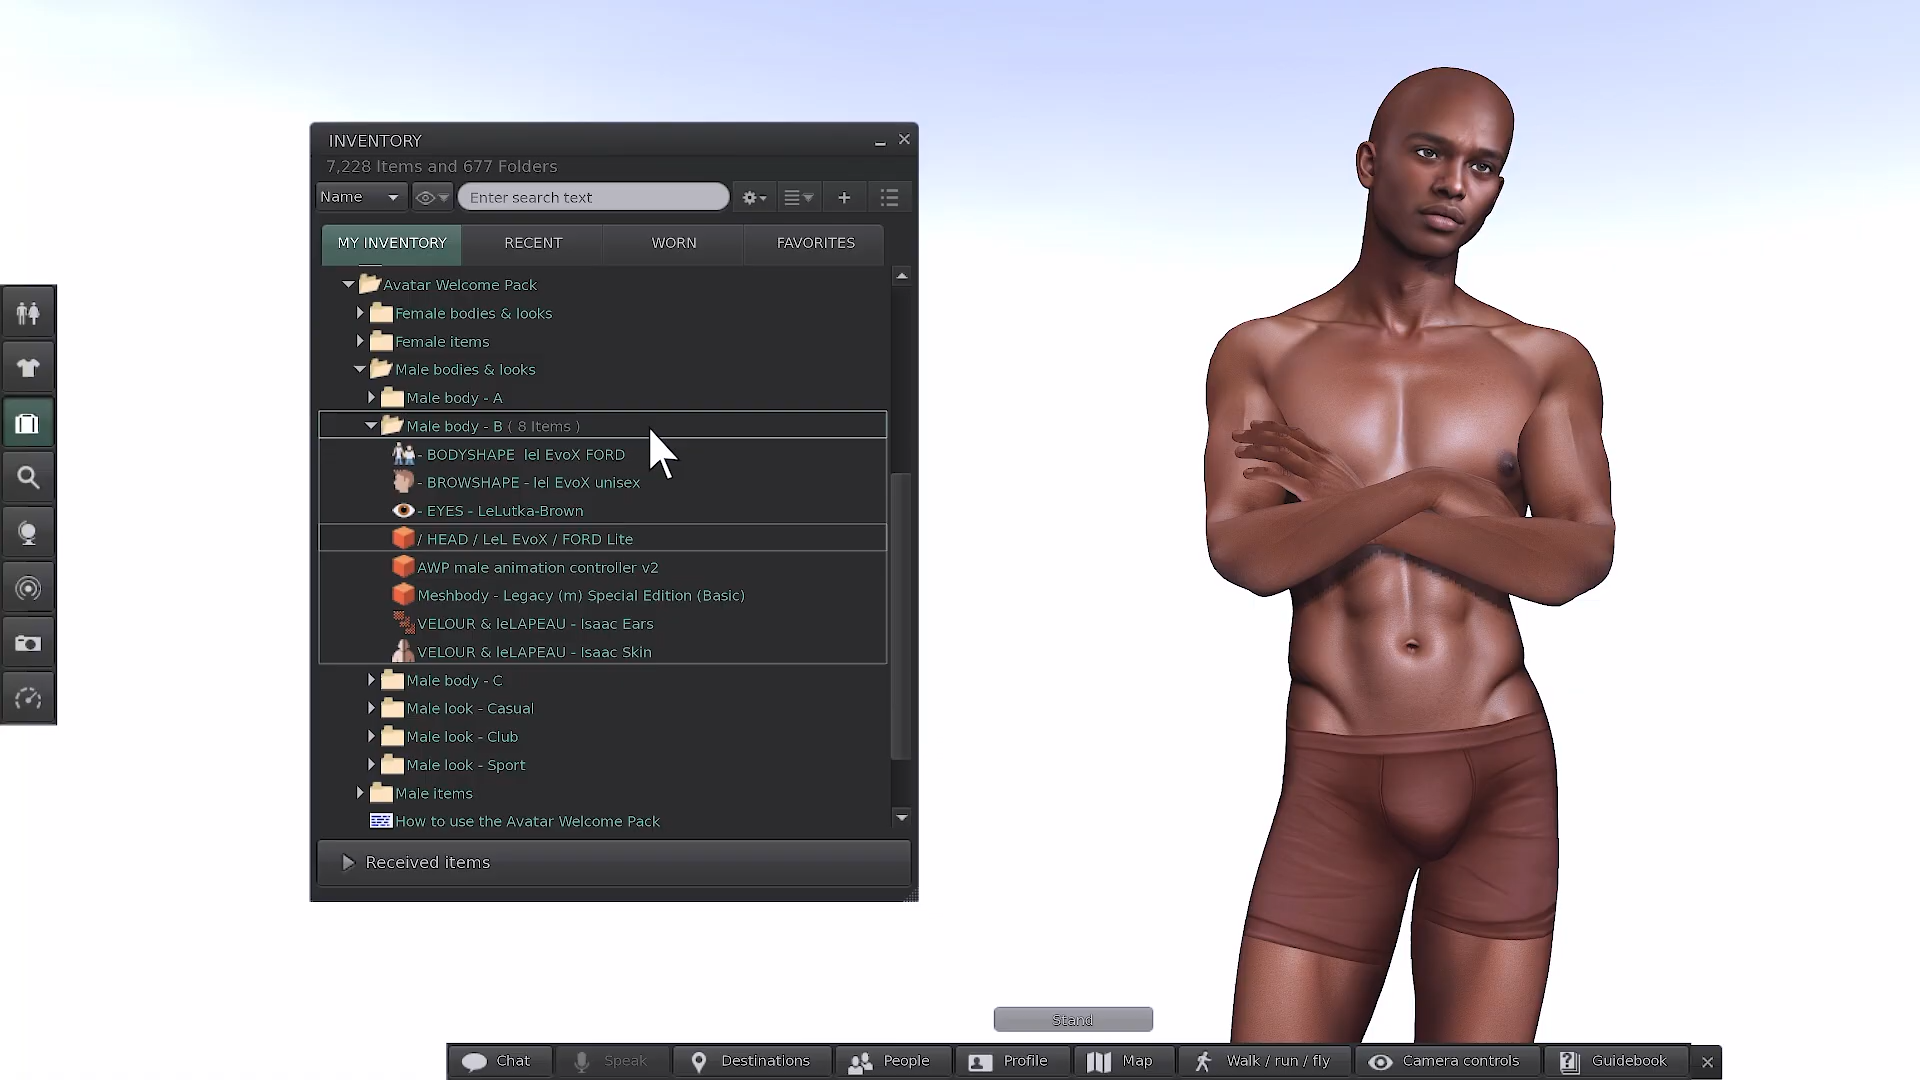 INVENTORY
7,228 Items and 677 Folders
Name
Enter search text
MY INVENTORY RECENT WORN FAVORITES
Avatar Welcome Pack
Female bodies & looks
Female items
Male bodies & looks
Male body - A
Male body - B ( 8 Items )
- BODYSHAPE lel EvoX FORD
- BROWSHAPE - lel EvoX unisex
- EYES - LeLutka-Brown
/ HEAD / LeL EvoX / FORD Lite
AWP male animation controller v2
Meshbody - Legacy (m) Special Edition (Basic)
VELOUR & leLAPEAU - Isaac Ears
VELOUR & leLAPEAU - Isaac Skin
Male body - C
Male look - Casual
Male look - Club
Male look - Sport
Male items
How to use the Avatar Welcome Pack
Received items
Stand
Chat Speak Destinations People Profile Map Walk / run / fly Camera controls Guidebook